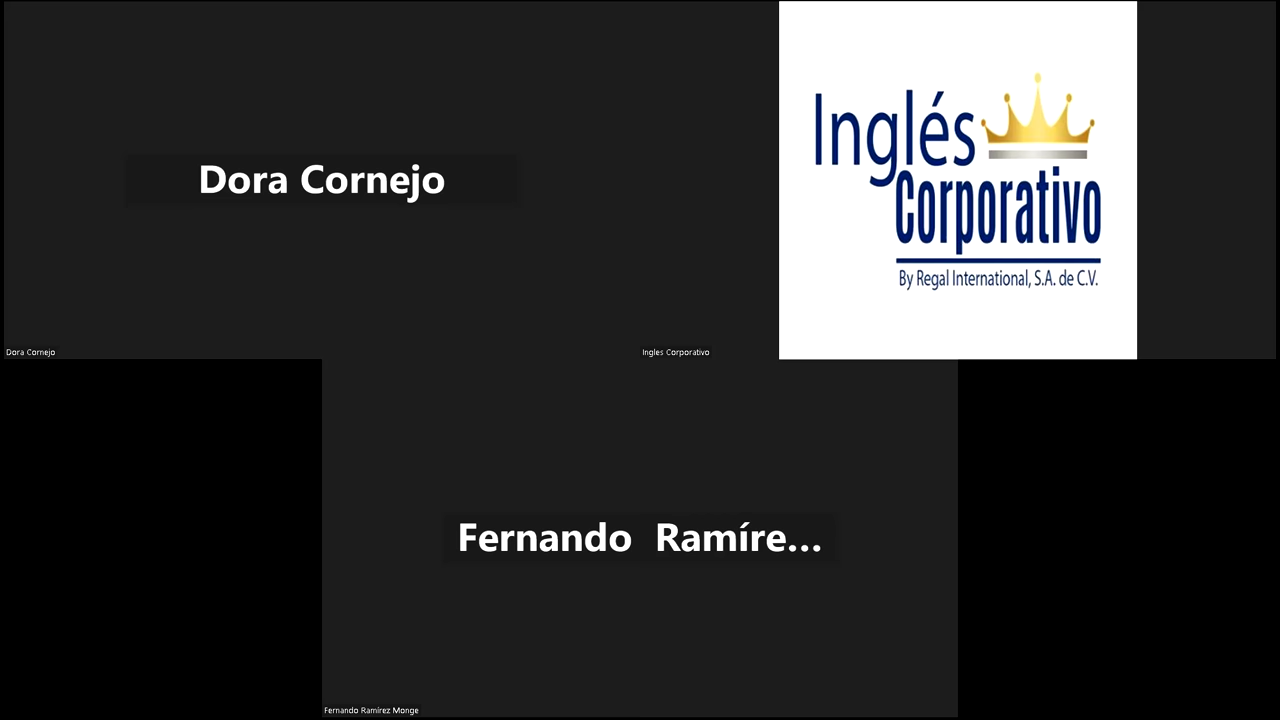 Dora Cornejo
Dora Cornejo
Inglés
Corporativo
By Regal International, S.A. de C.V.
Ingles Corporativo
Fernando Ramíre...
Fernando Ramírez Monge